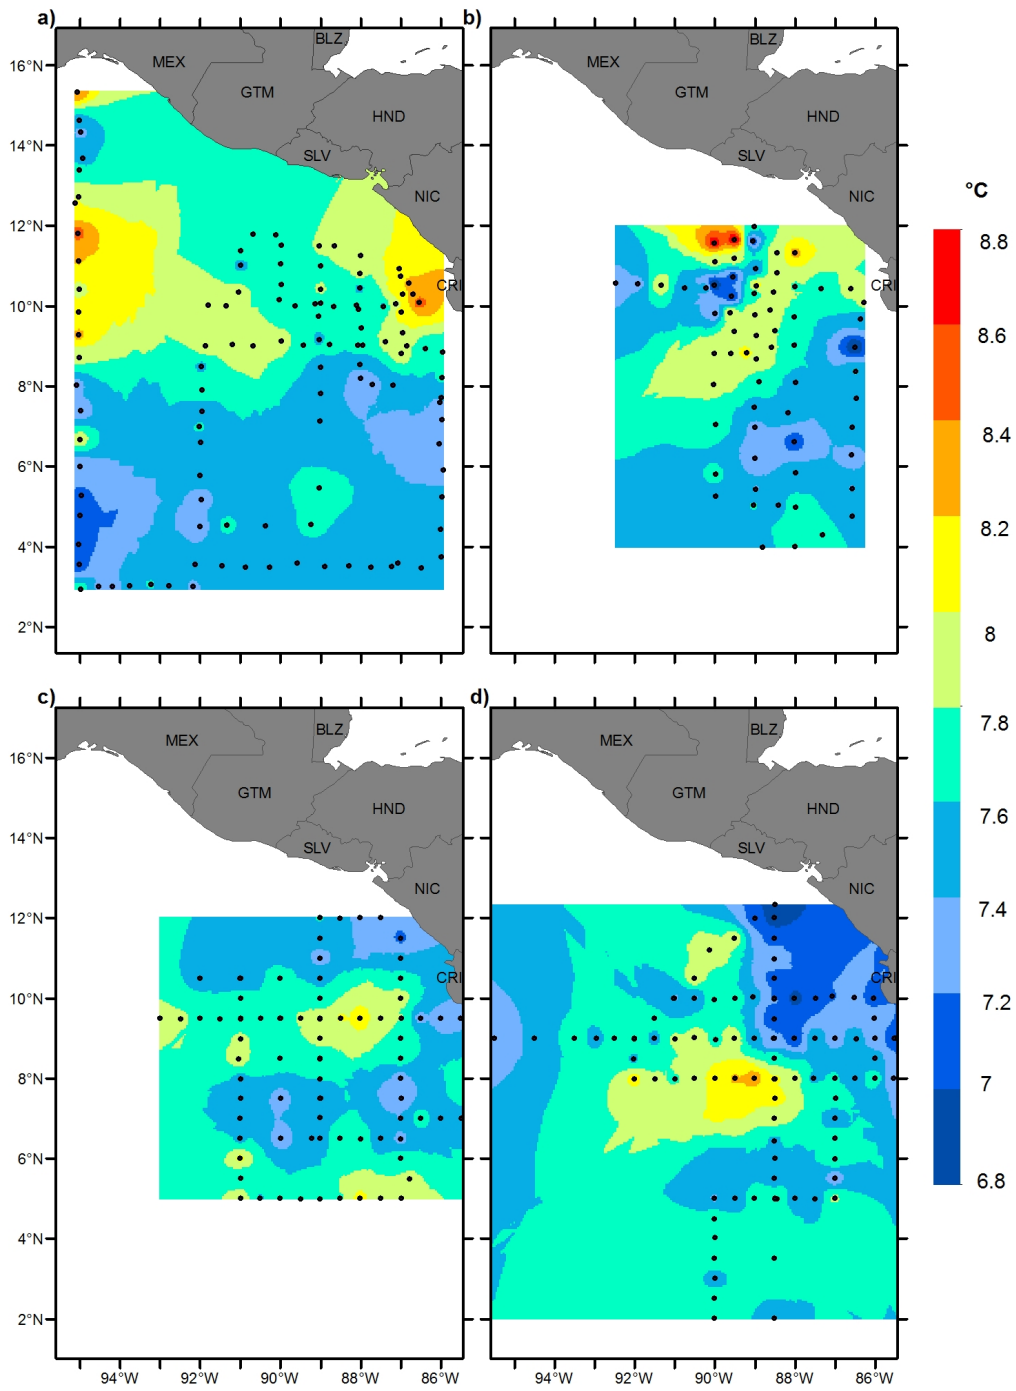 a)
b)
BLZ
BLZ
16°N
MEX
MEX
GTM
GTM
HND
HND
14°N
SLV
SLV
NIC
NIC
°C
12°N
8.8
CRI
CRI
10°N
8.6
8°N
8.4
6°N
8.2
4°N
8
2°N
c)
d)
7.8
BLZ
BLZ
MEX
MEX
16°N
GTM
GTM
HND
HND
7.6
14°N
SLV
SLV
NIC
NIC
7.4
12°N
CRI
CRI
10°N
7.2
8°N
7
6°N
6.8
4°N
2°N
94°W 92°W 90°W 88°W 86°W
94°W 92°W 90°W 88°W 86°W